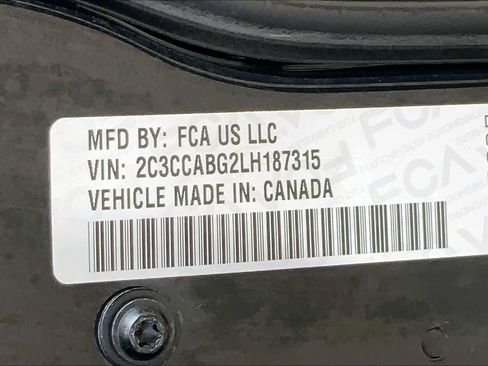 MFD BY: FCA US LLC
VIN: 2C3CCABG2LH187315
VEHICLE MADE IN: CANADA